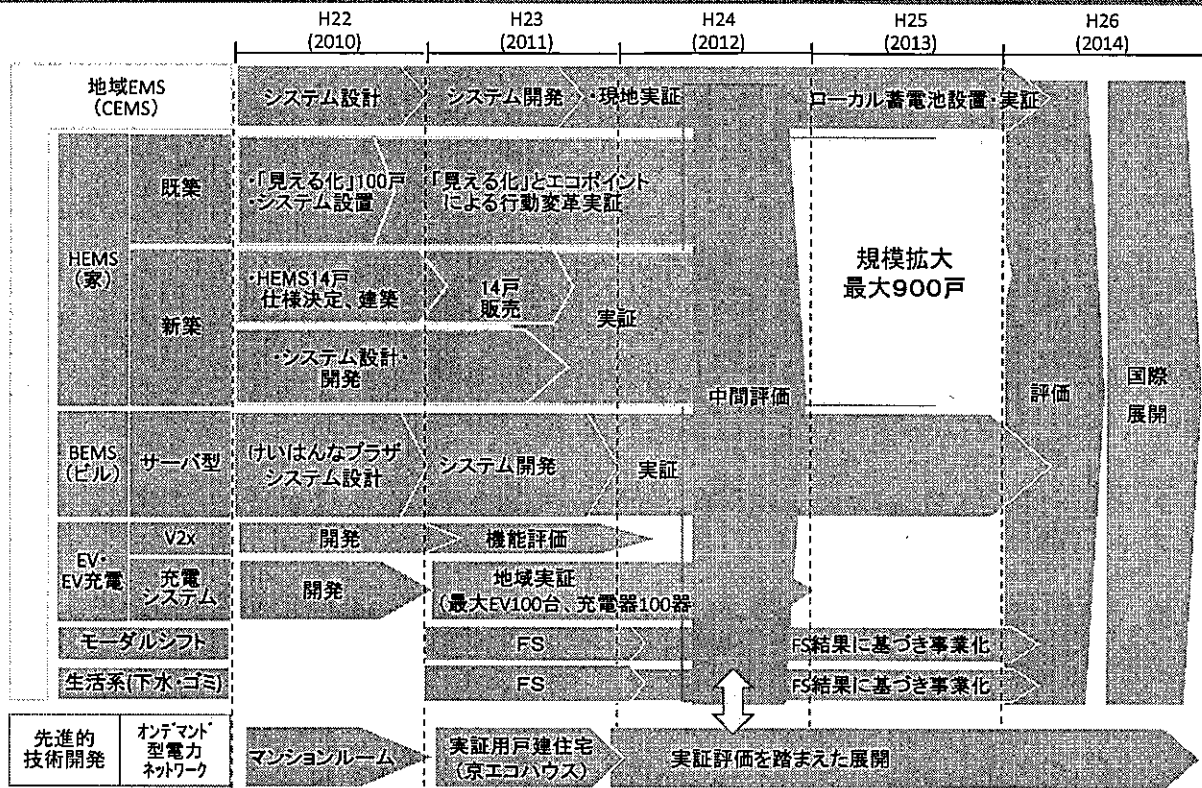 H22
(2010)
H23
(2011)
H24
(2012)
H25
(2013)
H26
(2014)
地域EMS
(CEMS)
システム設計
システム開発
・現地実証
ローカル蓄電池設置・実証
HEMS
(家)
既築
・「見える化」100戸
・システム設置
「見える化」とエコポイント
による行動変革実証
新築
・HEMS14戸
仕様決定、建築
14戸
販売
実証
・システム設計・
開発
規模拡大
最大900戸
中間評価
評価
国際
展開
BEMS
(ビル)
サーバ型
けいはんなプラザ
システム設計
システム開発
実証
EV・
EV充電
V2x
開発
機能評価
充電
システム
開発
地域実証
(最大EV100台、充電器100器
モーダルシフト
FS
FS結果に基づき事業化
生活系(下水・ゴミ)
FS
FS結果に基づき事業化
先進的
技術開発
オンデマンド
型電力
ネットワーク
マンションルーム
実証用戸建住宅
(京エコハウス)
実証評価を踏まえた展開